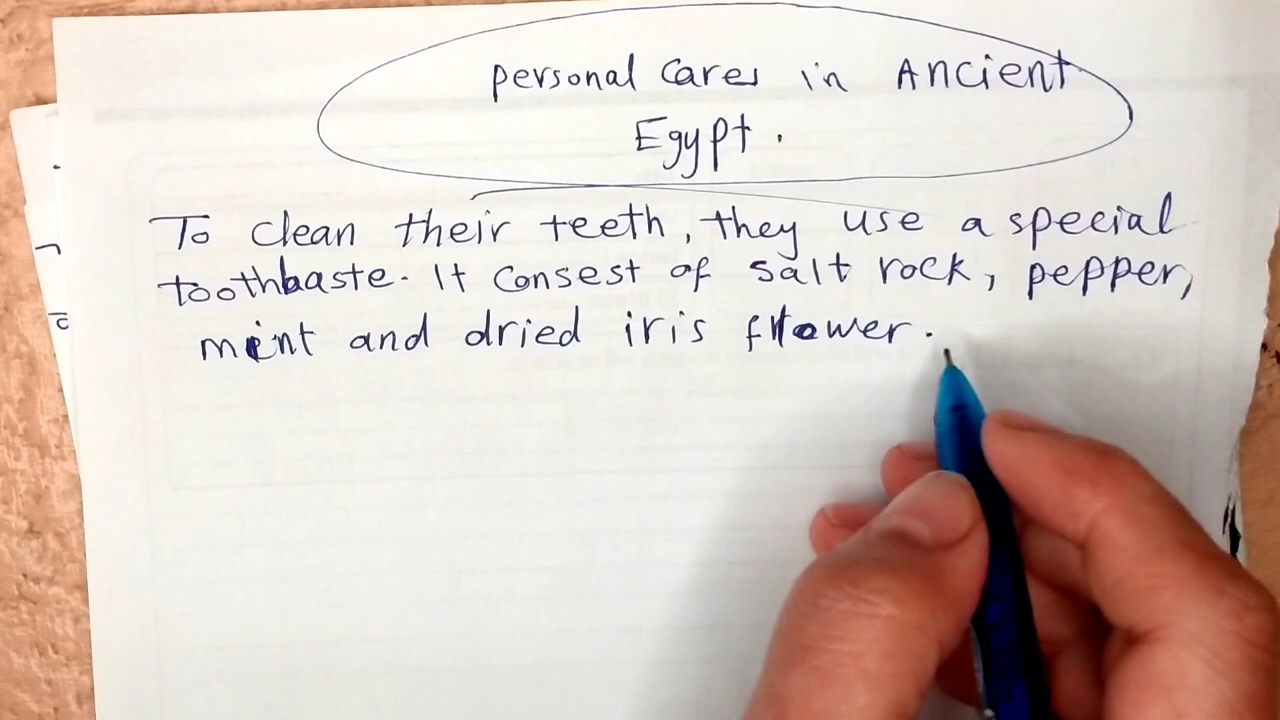 personal cares in Ancient
Egypt.
To clean their teeth, they use a special
toothbaste. It consest of salt rock, pepper,
mint and dried iris flower.